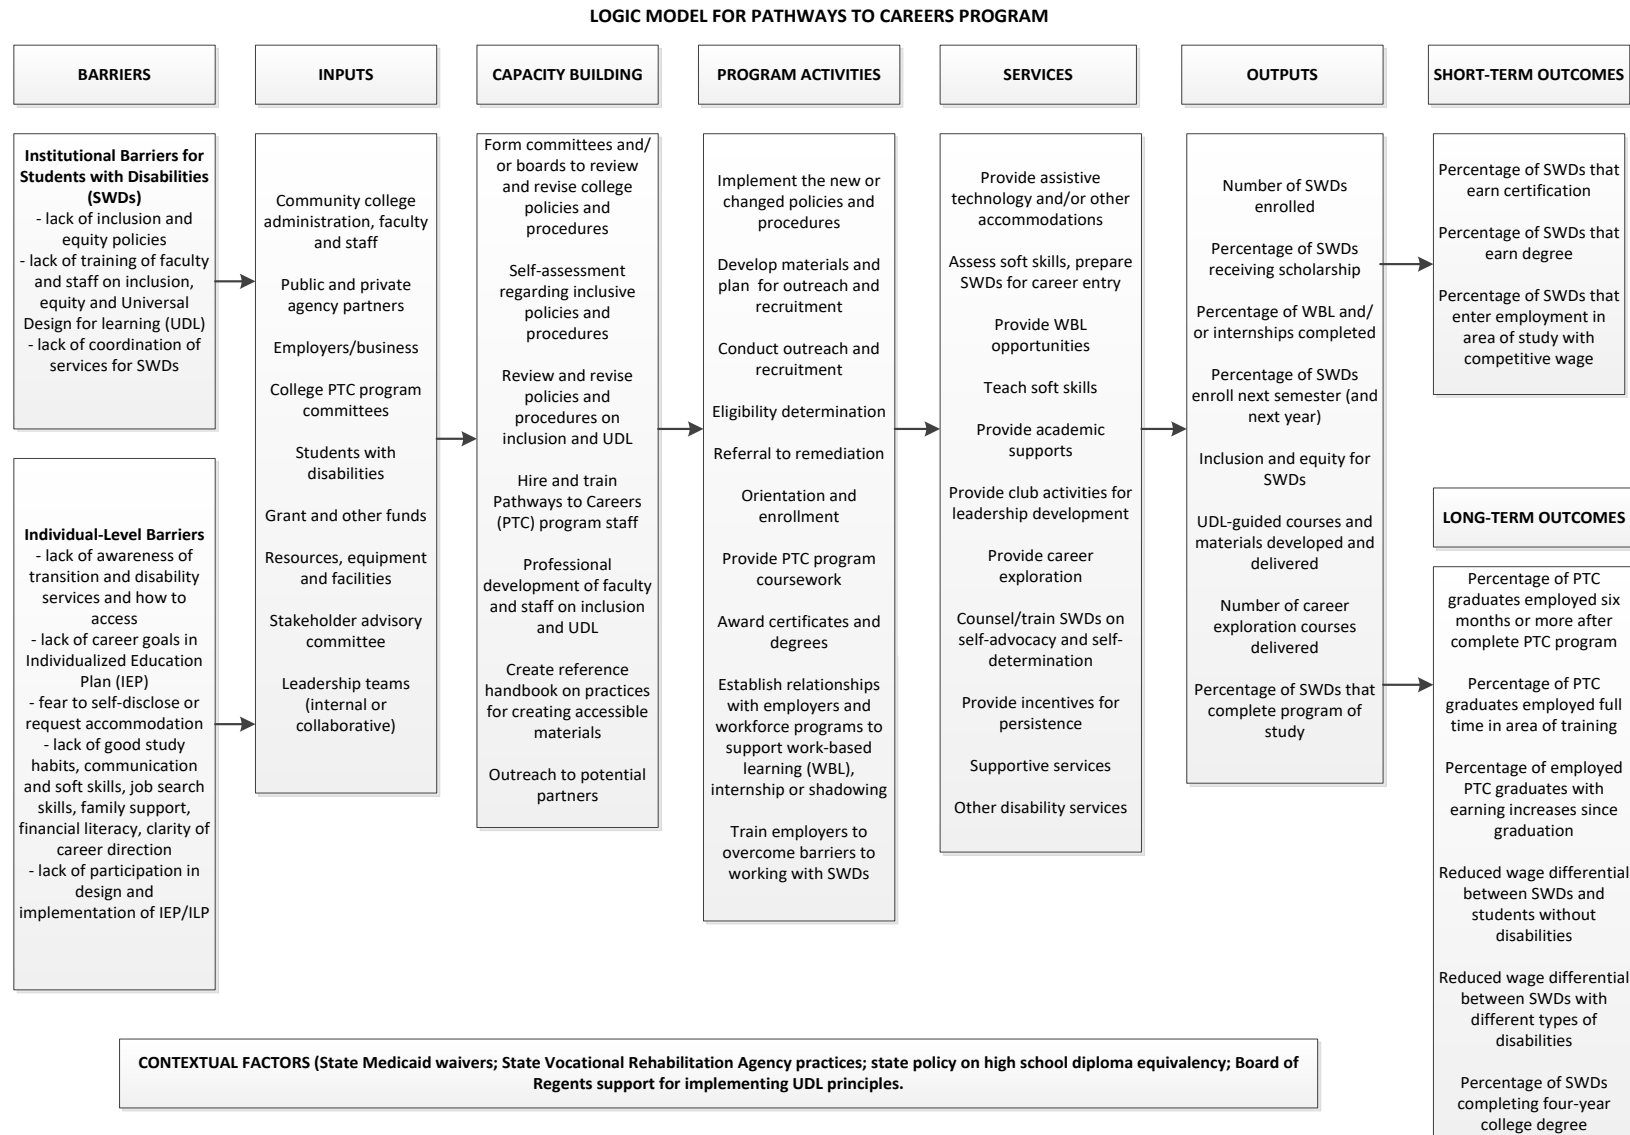 LOGIC MODEL FOR PATHWAYS TO CAREERS PROGRAM
BARRIERS
INPUTS
CAPACITY BUILDING
PROGRAM ACTIVITIES
SERVICES
OUTPUTS
SHORT-TERM OUTCOMES
Institutional Barriers for
Students with Disabilities
(SWDs)
- lack of inclusion and
equity policies
- lack of training of faculty
and staff on inclusion,
equity and Universal
Design for learning (UDL)
- lack of coordination of
services for SWDs
Individual-Level Barriers
- lack of awareness of
transition and disability
services and how to
access
- lack of career goals in
Individualized Education
Plan (IEP)
- fear to self-disclose or
request accommodation
- lack of good study
habits, communication
and soft skills, job search
skills, family support,
financial literacy, clarity of
career direction
- lack of participation in
design and
implementation of IEP/ILP
Community college
administration, faculty
and staff
Public and private
agency partners
Employers/business
College PTC program
committees
Students with
disabilities
Grant and other funds
Resources, equipment
and facilities
Stakeholder advisory
committee
Leadership teams
(internal or
collaborative)
Form committees and/
or boards to review
and revise college
policies and
procedures
Self-assessment
regarding inclusive
policies and
procedures
Review and revise
policies and
procedures on
inclusion and UDL
Hire and train
Pathways to Careers
(PTC) program staff
Professional
development of faculty
and staff on inclusion
and UDL
Create reference
handbook on practices
for creating accessible
materials
Outreach to potential
partners
Implement the new or
changed policies and
procedures
Develop materials and
plan for outreach and
recruitment
Conduct outreach and
recruitment
Eligibility determination
Referral to remediation
Orientation and
enrollment
Provide PTC program
coursework
Award certificates and
degrees
Establish relationships
with employers and
workforce programs to
support work-based
learning (WBL),
internship or shadowing
Train employers to
overcome barriers to
working with SWDs
Provide assistive
technology and/or other
accommodations
Assess soft skills, prepare
SWDs for career entry
Provide WBL
opportunities
Teach soft skills
Provide academic
supports
Provide club activities for
leadership development
Provide career
exploration
Counsel/train SWDs on
self-advocacy and self-
determination
Provide incentives for
persistence
Supportive services
Other disability services
Number of SWDs
enrolled
Percentage of SWDs
receiving scholarship
Percentage of WBL and/
or internships completed
Percentage of SWDs
enroll next semester (and
next year)
Inclusion and equity for
SWDs
UDL-guided courses and
materials developed and
delivered
Number of career
exploration courses
delivered
Percentage of SWDs that
complete program of
study
Percentage of SWDs that
earn certification
Percentage of SWDs that
earn degree
Percentage of SWDs that
enter employment in
area of study with
competitive wage
LONG-TERM OUTCOMES
Percentage of PTC
graduates employed six
months or more after
complete PTC program
Percentage of PTC
graduates employed full
time in area of training
Percentage of employed
PTC graduates with
earning increases since
graduation
Reduced wage differential
between SWDs and
students without
disabilities
Reduced wage differential
between SWDs with
different types of
disabilities
Percentage of SWDs
completing four-year
college degree
CONTEXTUAL FACTORS (State Medicaid waivers; State Vocational Rehabilitation Agency practices; state policy on high school diploma equivalency; Board of
Regents support for implementing UDL principles.